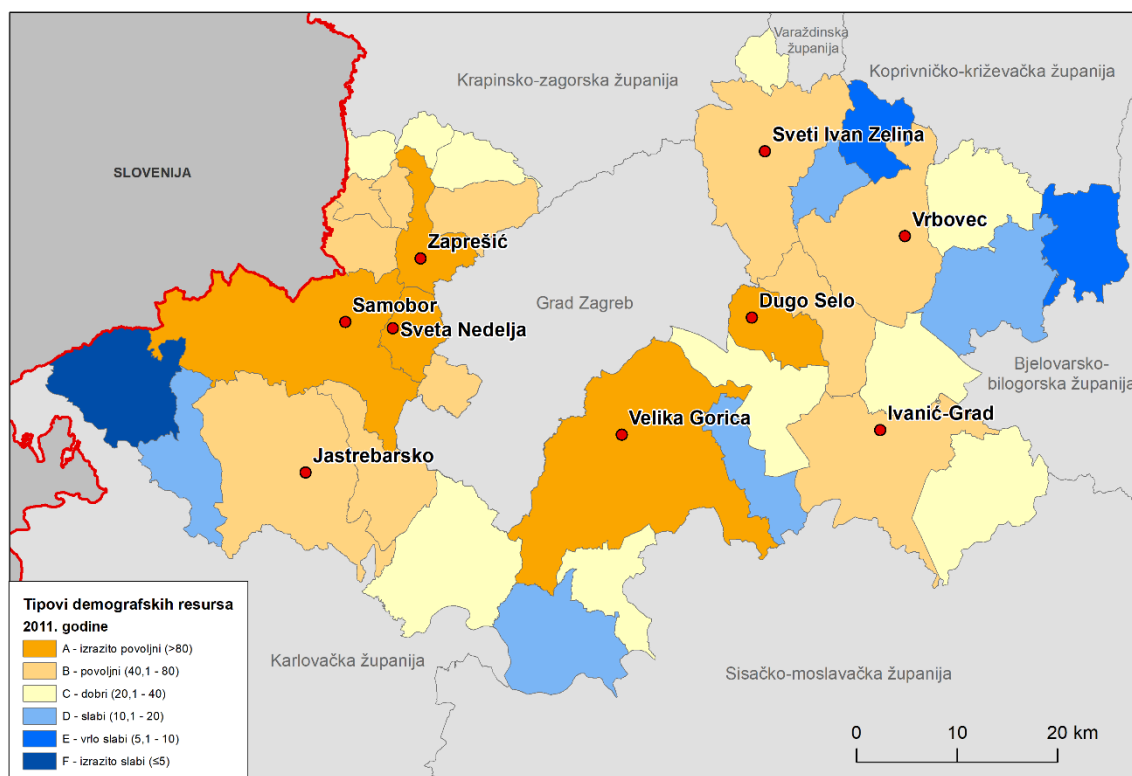 Varaždinska
županija
Krapinsko-zagorska županija
Koprivničko-križevačka županija
Sveti Ivan Zelina
SLOVENIJA
Vrbovec
Zaprešić
Grad Zagreb
Dugo Selo
Samobor
Sveta Nedelja
Bjelovarsko-
bilogorska županija
Velika Gorica
Ivanić-Grad
Jastrebarsko
Karlovačka županija
Sisačko-moslavačka županija
Tipovi demografskih resursa
2011. godine
A - izrazito povoljni (>80)
B - povoljni (40,1 - 80)
C - dobri (20,1 - 40)
D - slabi (10,1 - 20)
E - vrlo slabi (5,1 - 10)
F - izrazito slabi (≤5)
0 10 20 km